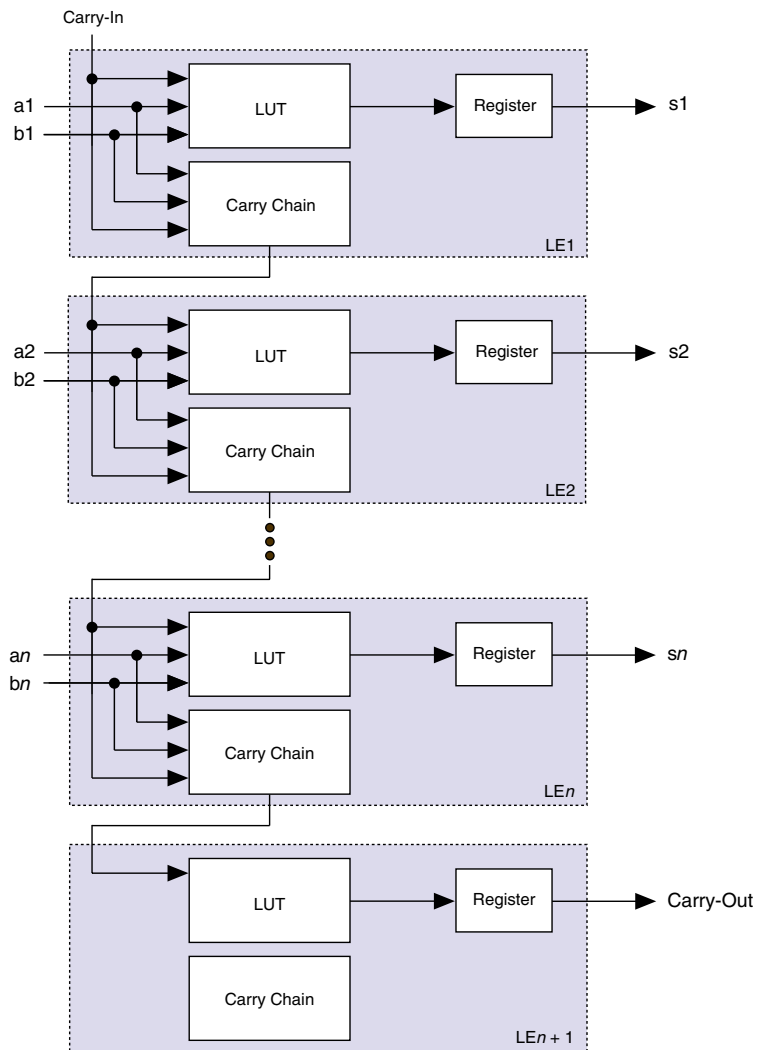 Carry-In
a1
b1
LUT
Register
s1
Carry Chain
LE1
a2
b2
LUT
Register
s2
Carry Chain
LE2
an
bn
LUT
Register
sn
Carry Chain
LEn
LUT
Register
Carry-Out
Carry Chain
LEn + 1